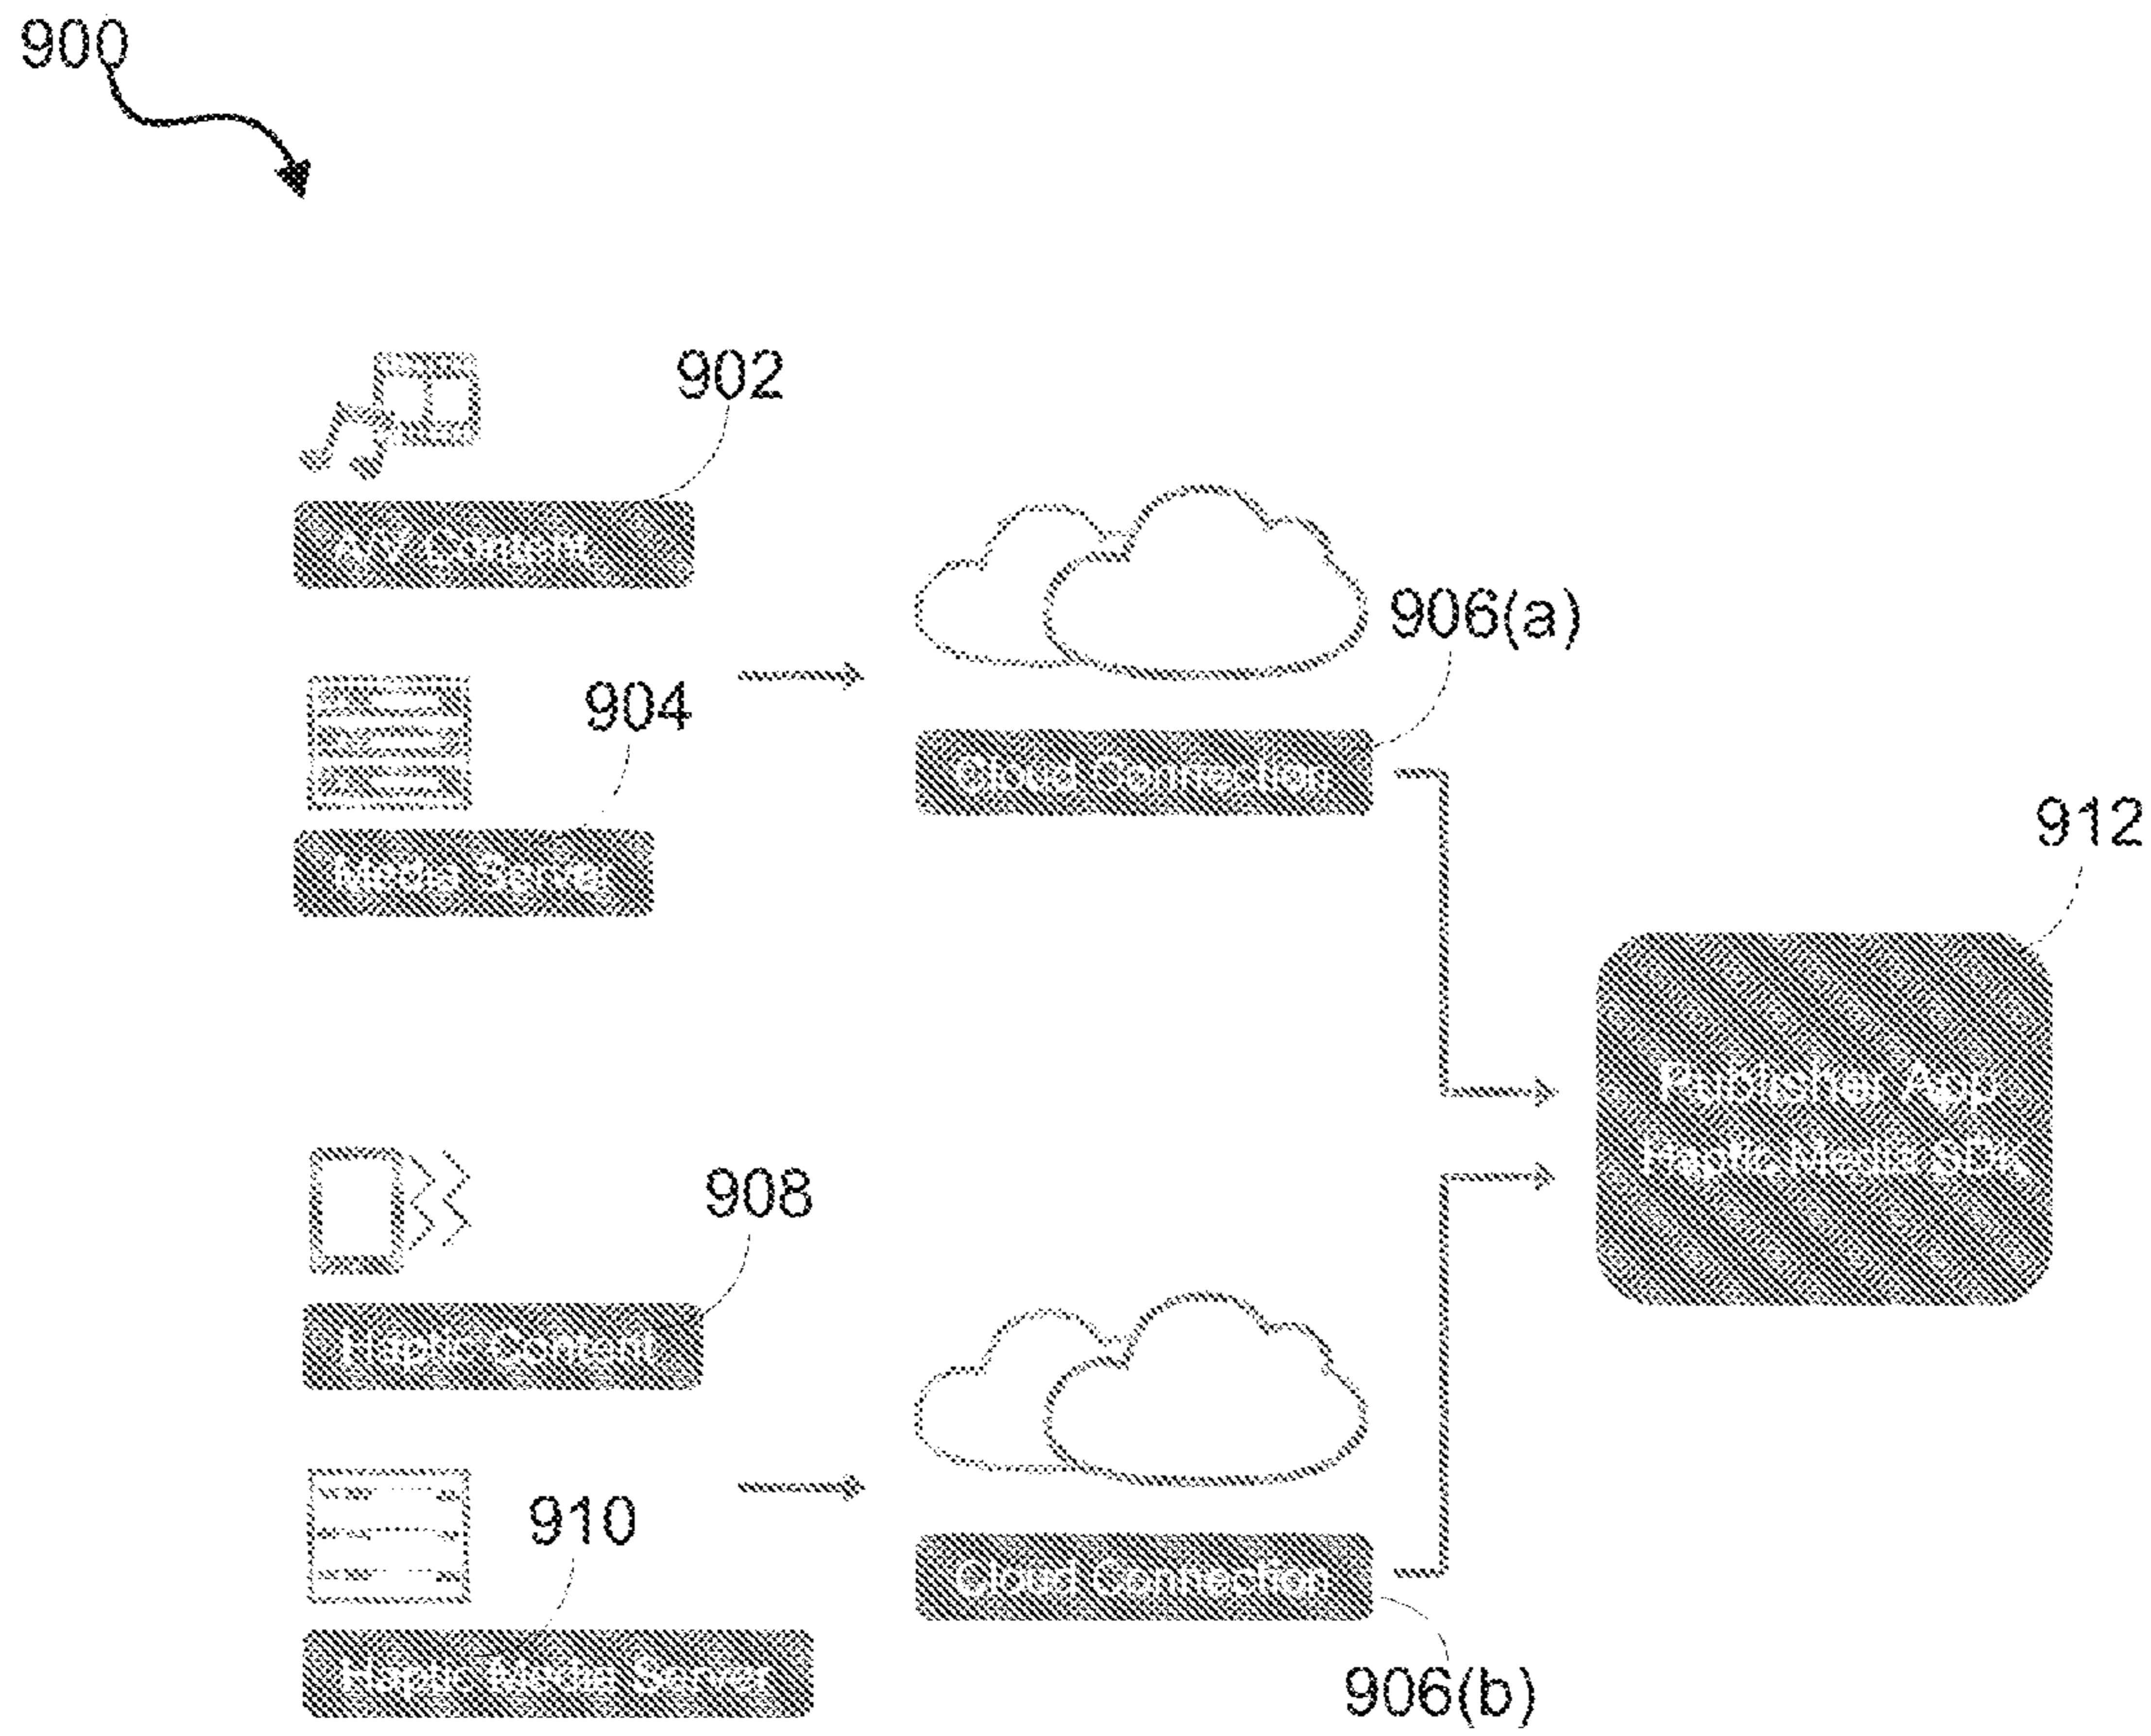 900
902
A/V Content
906(a)
904
Cloud Connection
Media Server
912
Publisher App
Haptic Media SDK
908
Haptic Content
910
Cloud Connection
Haptic Media Server
906(b)